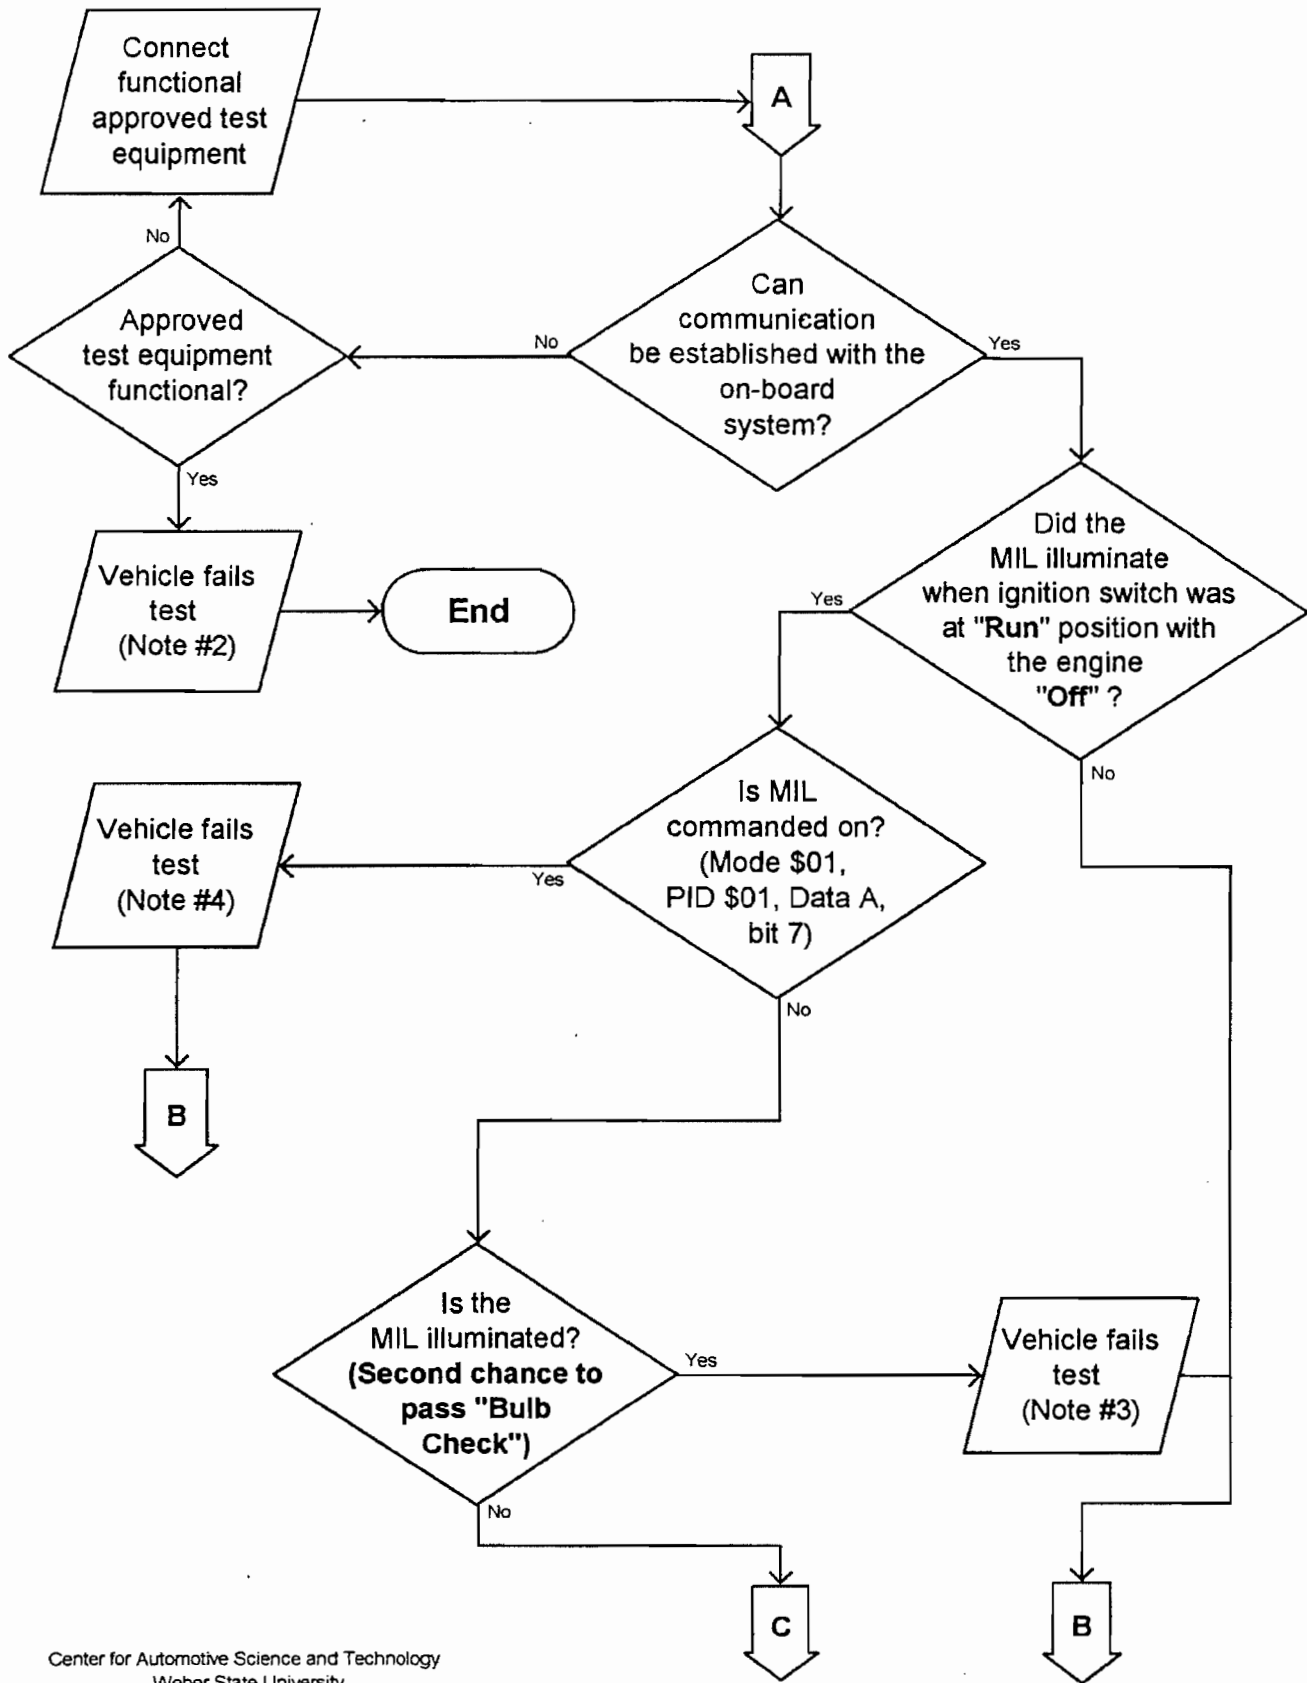 Connect
functional
approved test
equipment
A
No
Can
communication
be established with the
on-board
system?
Approved
test equipment
functional?
No
Yes
Yes
Did the
MIL illuminate
when ignition switch was
at "Run" position with
the engine
"Off" ?
Vehicle fails
test
(Note #2)
End
Yes
No
Is MIL
commanded on?
(Mode $01,
PID $01, Data A,
bit 7)
Vehicle fails
test
(Note #4)
Yes
No
B
Is the
MIL illuminated?
(Second chance to
pass "Bulb
Check")
Yes
Vehicle fails
test
(Note #3)
No
C
B
Center for Automotive Science and Technology
Weber State University